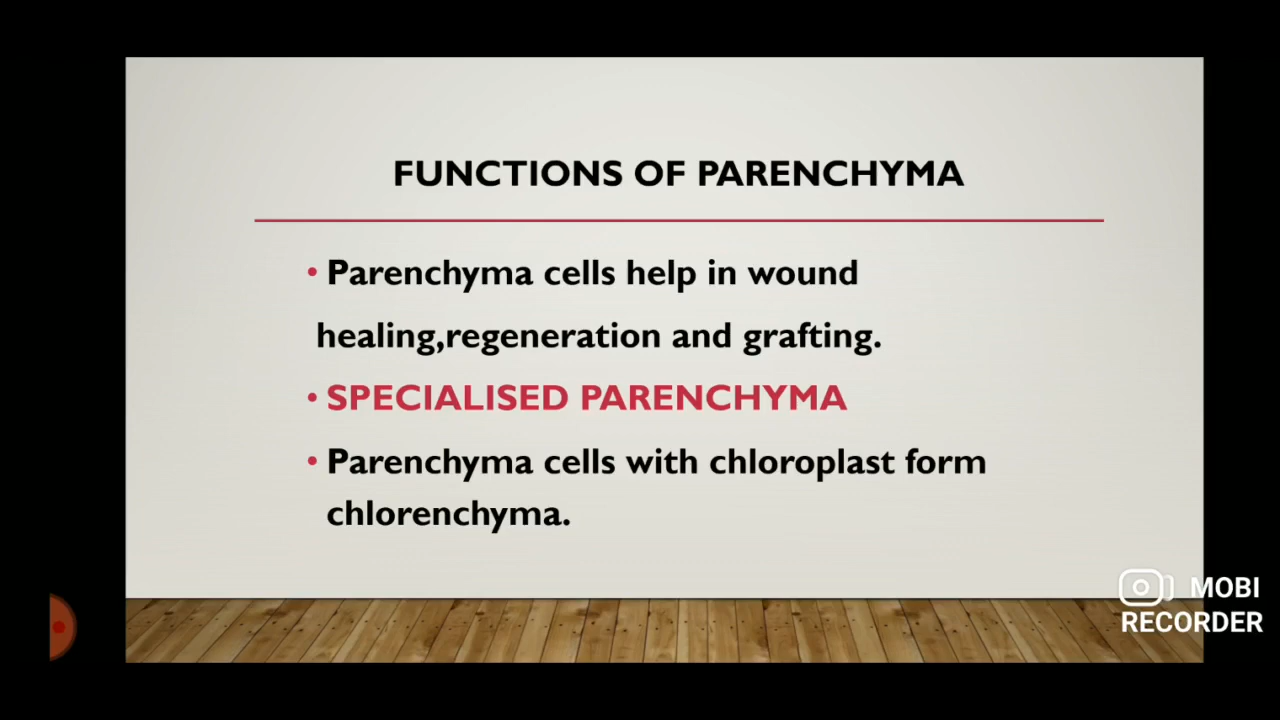 FUNCTIONS OF PARENCHYMA
• Parenchyma cells help in wound
healing,regeneration and grafting.
• SPECIALISED PARENCHYMA
• Parenchyma cells with chloroplast form
chlorenchyma.
MOBI
RECORDER